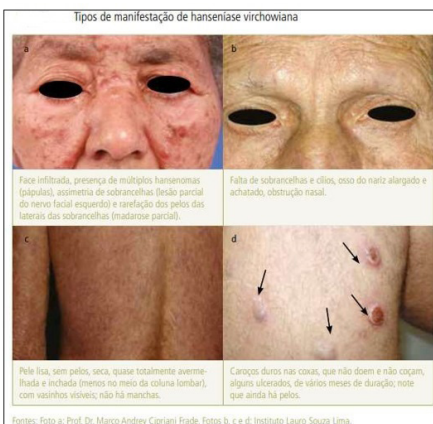 Tipos de manifestação de hanseníase virchowiana
a
b
Face infiltrada, presença de múltiplos hansenomas
(pápulas), assimetria de sobrancelhas (lesão parcial
do nervo facial esquerdo) e rarefação dos pelos das
laterais das sobrancelhas (madarose parcial).
Falta de sobrancelhas e cílios, osso do nariz alargado e
achatado, obstrução nasal.
c
d
Pele lisa, sem pelos, seca, quase totalmente averme-
lhada e inchada (menos no meio da coluna lombar),
com vasinhos visíveis; não há manchas.
Caroços duros nas coxas, que não doem e não coçam,
alguns ulcerados, de vários meses de duração; note
que ainda há pelos.
Fontes: Foto a: Prof. Dr. Marco Andrey Cipriani Frade. Fotos b, c e d: Instituto Lauro Souza Lima.